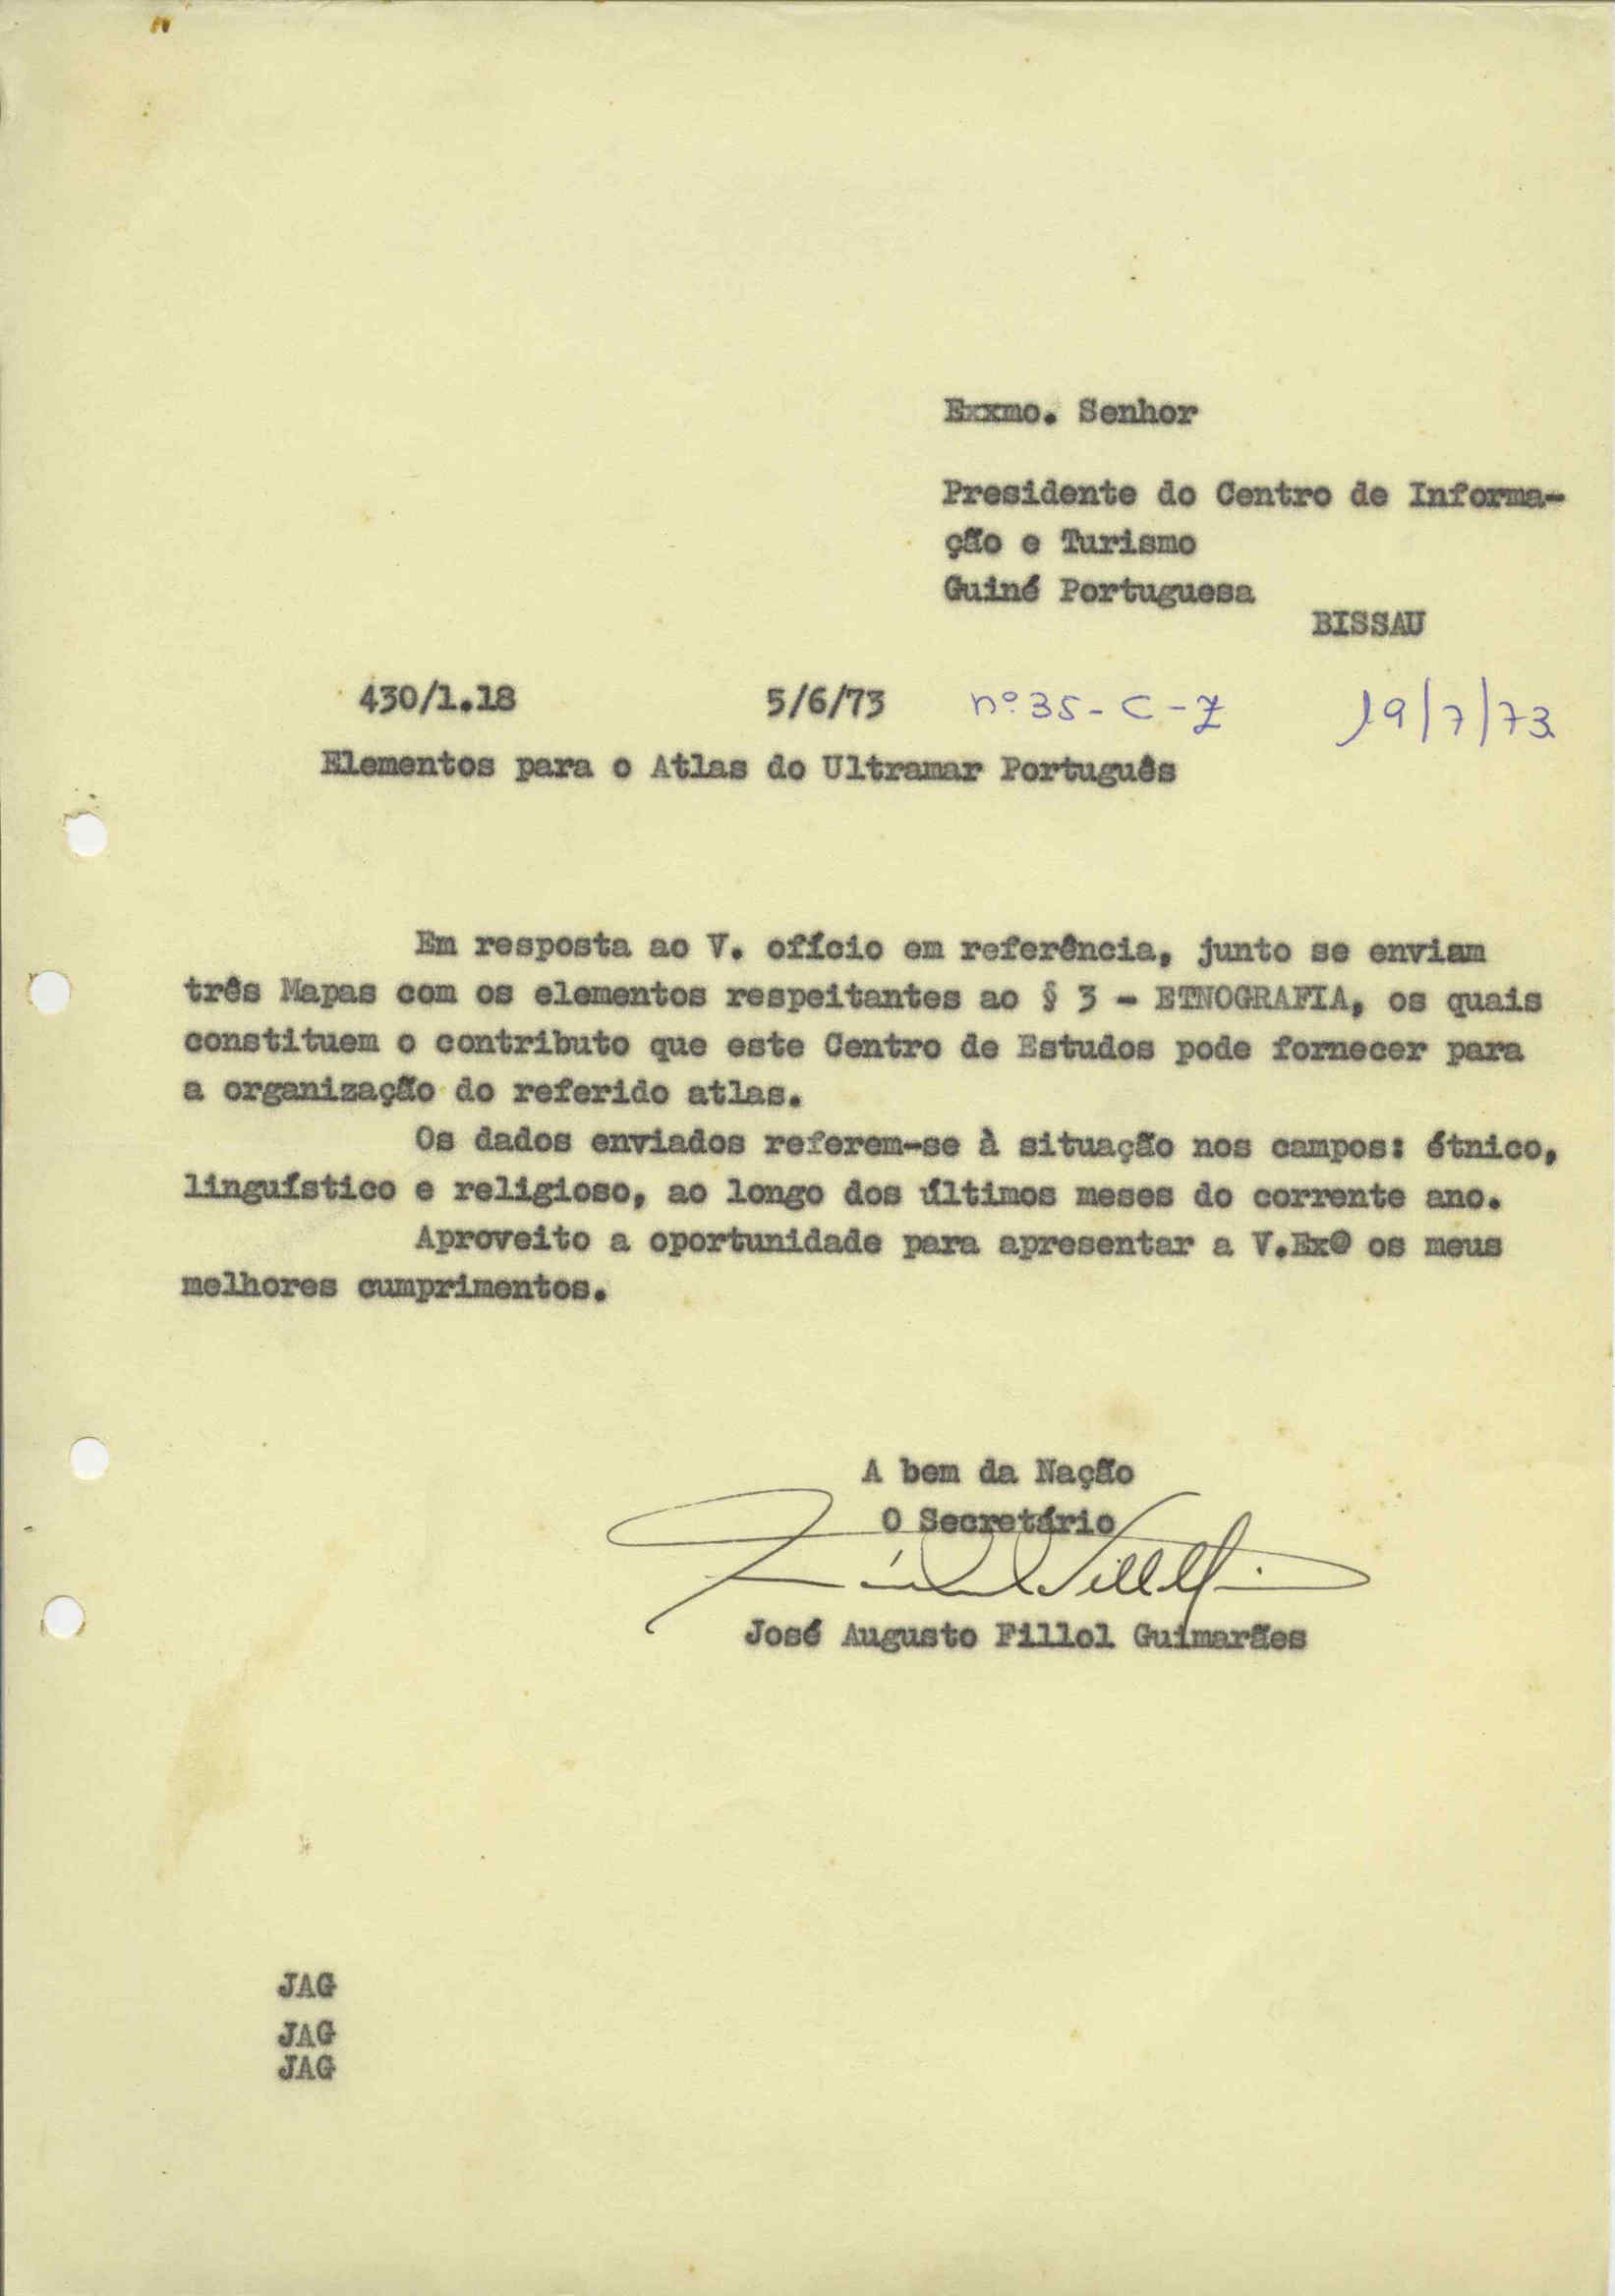 Exxmo. Senhor
Presidente do Centro de Informa-
ção e Turismo
Guiné Portuguesa
BISSAU
430/1.18 5/6/73 nº 35-C-7 19/7/73
Elementos para o Atlas do Ultramar Português
Em resposta ao V. ofício em referência, junto se enviam
três Mapas com os elementos respeitantes ao § 3 - ETNOGRAFIA, os quais
constituem o contributo que este Centro de Estudos pode fornecer para
a organização do referido atlas.
Os dados enviados referem-se à situação nos campos: étnico,
linguístico e religioso, ao longo dos últimos meses do corrente ano.
Aproveito a oportunidade para apresentar a V.Ex@ os meus
melhores cumprimentos.
A bem da Nação
O Secretário
José Augusto Fillol Guimarães
JAG
JAG
JAG